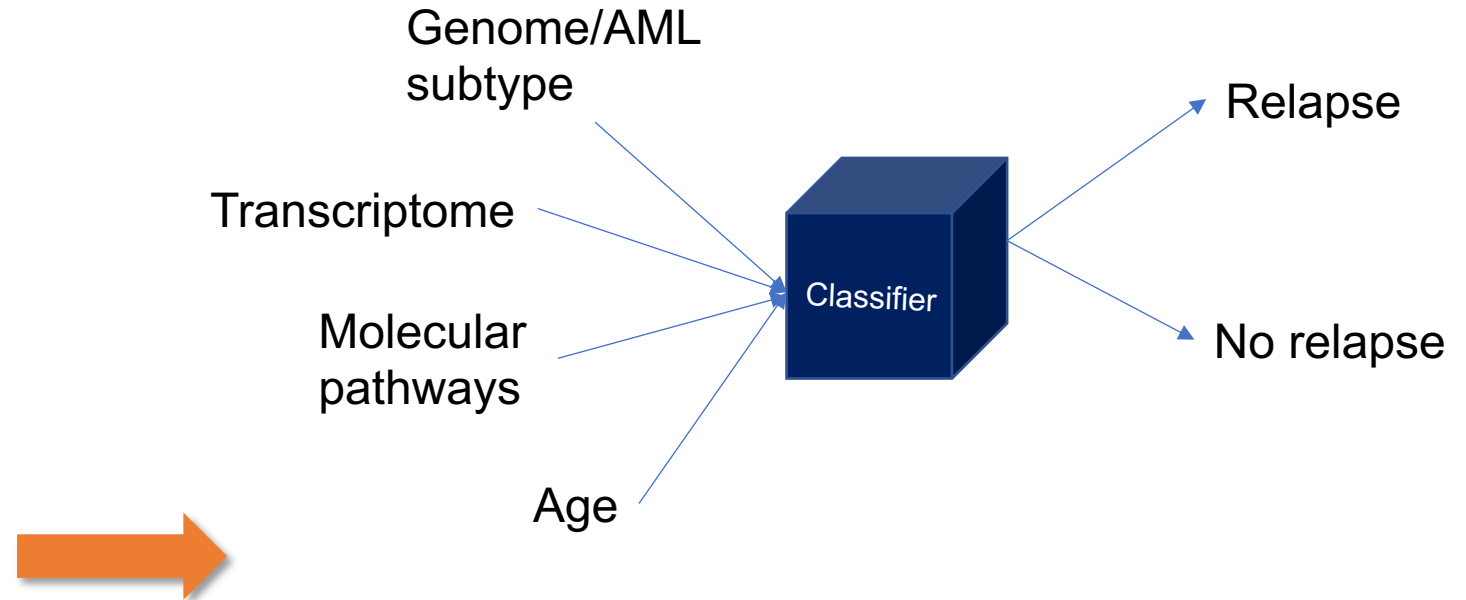 Genome/AML
subtype
Relapse
Transcriptome
Classifier
Molecular
pathways
No relapse
Age